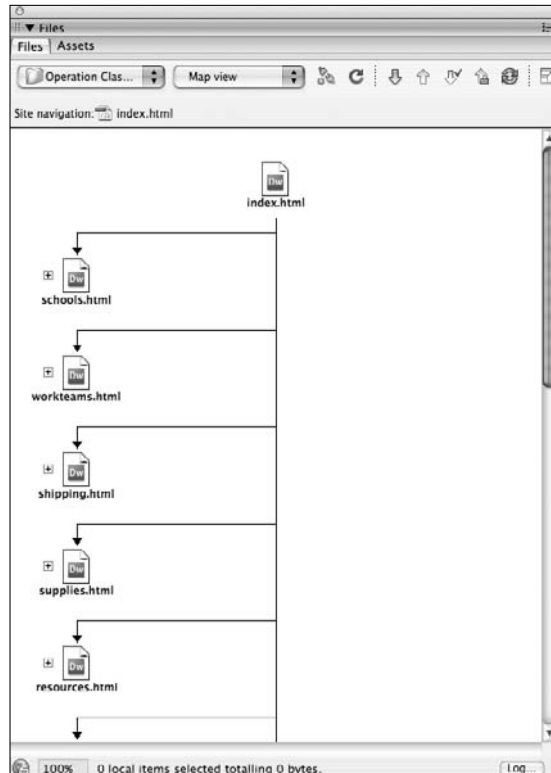 Files
Files Assets
Operation Clas... Map view
Site navigation: index.html
Dw
index.html
Dw
schools.html
Dw
workteams.html
Dw
shipping.html
Dw
supplies.html
Dw
resources.html
100% 0 local items selected totalling 0 bytes. Log...